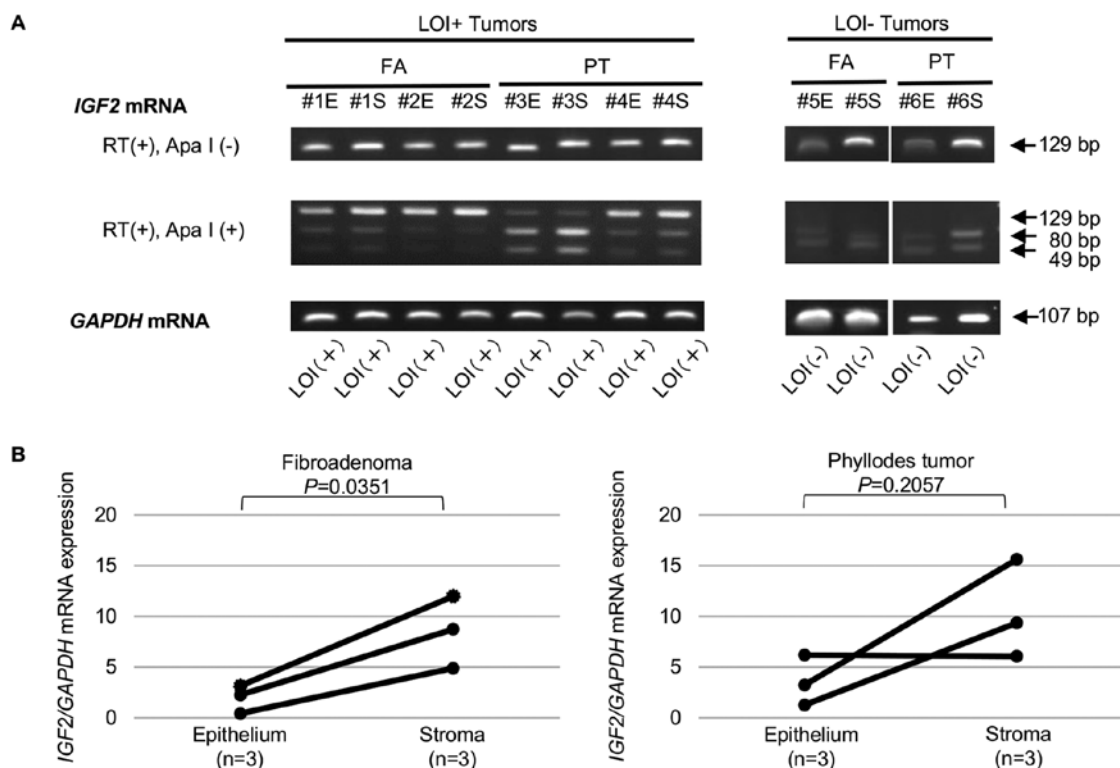 A
LOI+ Tumors
LOI- Tumors
FA
PT
FA
PT
IGF2 mRNA
#1E #1S #2E #2S #3E #3S #4E #4S
#5E #5S #6E #6S
RT(+), Apa I (-)
129 bp
RT(+), Apa I (+)
129 bp
80 bp
49 bp
GAPDH mRNA
107 bp
LOI(+) LOI(+) LOI(+) LOI(+) LOI(+) LOI(+) LOI(+) LOI(+)
LOI(-) LOI(-) LOI(-) LOI(-)
B
Fibroadenoma
P=0.0351
IGF2/GAPDH mRNA expression
20
15
10
5
0
Epithelium
(n=3)
Stroma
(n=3)
Phyllodes tumor
P=0.2057
IGF2/GAPDH mRNA expression
20
15
10
5
0
Epithelium
(n=3)
Stroma
(n=3)